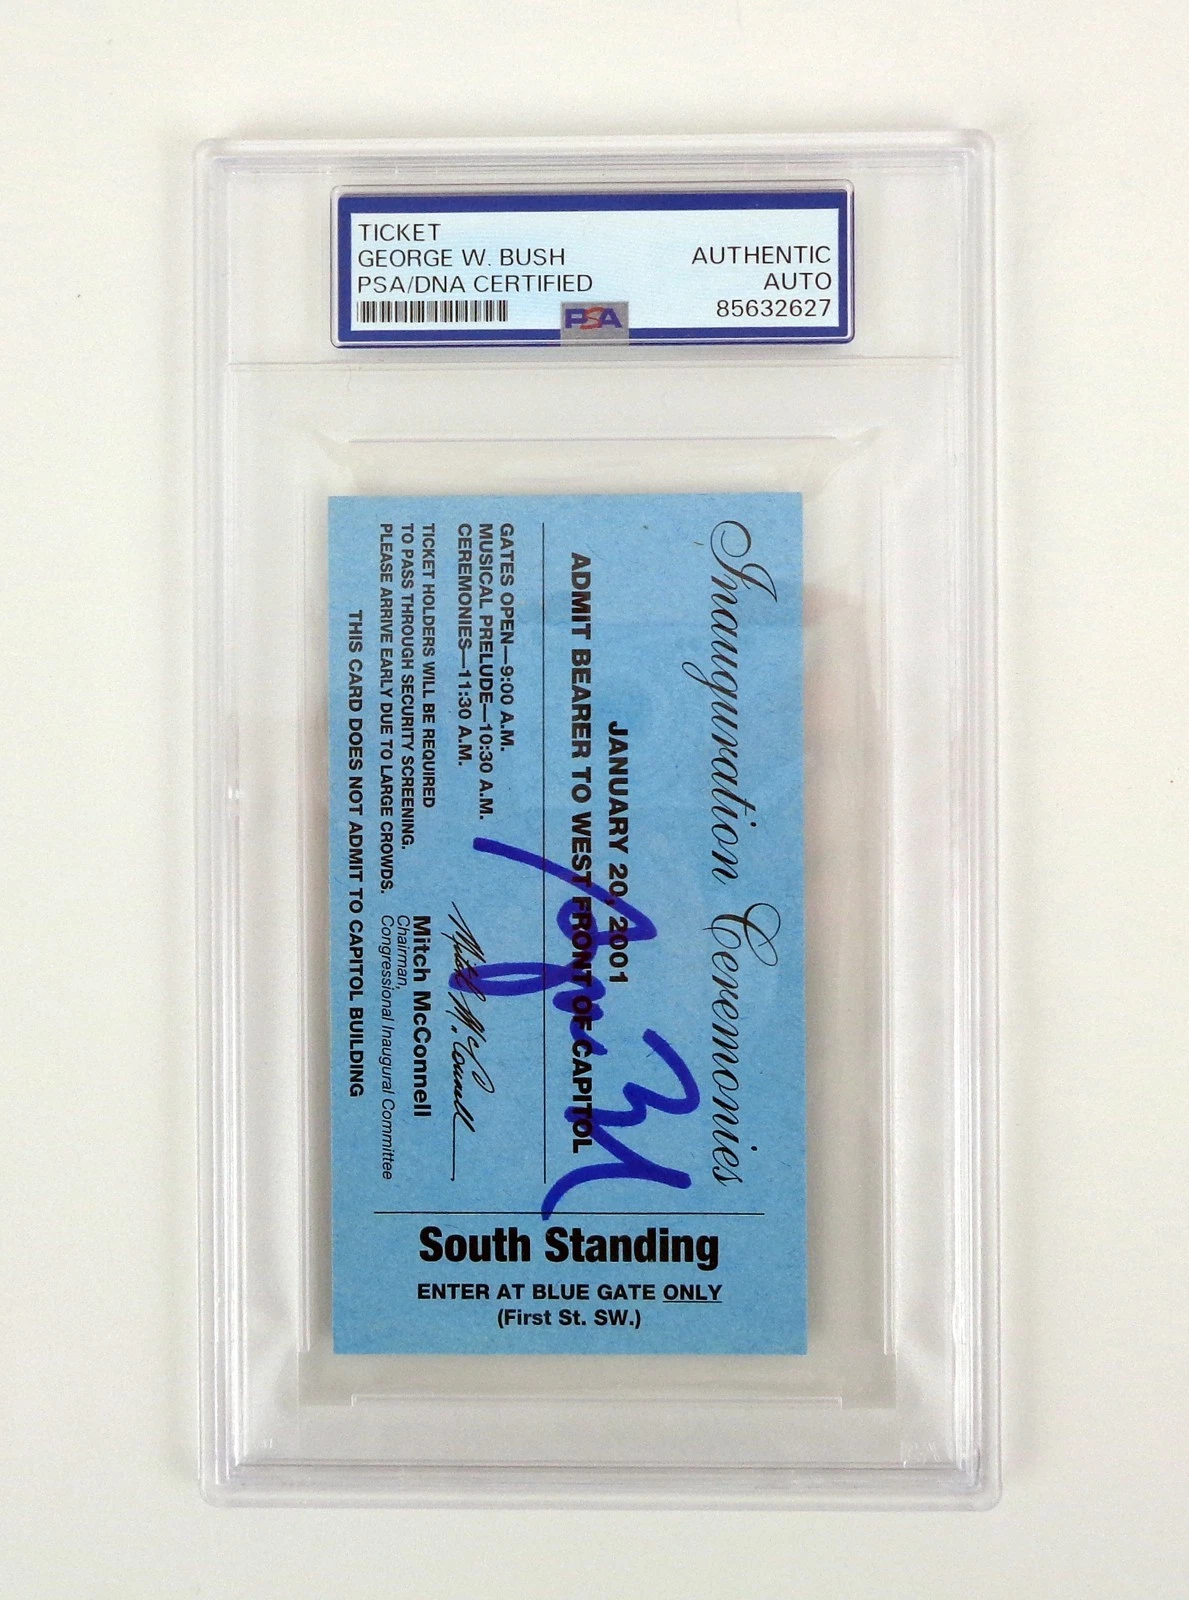 TICKET
GEORGE W. BUSH
PSA/DNA CERTIFIED
AUTHENTIC
AUTO
85632627
PSA
Inauguration Ceremonies
JANUARY 20, 2001
ADMIT BEARER TO WEST FRONT OF CAPITOL
GATES OPEN—9:00 A.M.
MUSICAL PRELUDE—10:30 A.M.
CEREMONIES—11:30 A.M.
TICKET HOLDERS WILL BE REQUIRED
TO PASS THROUGH SECURITY SCREENING.
PLEASE ARRIVE EARLY DUE TO LARGE CROWDS.
Mitch McConnell
Mitch McConnell
Chairman,
Congressional Inaugural Committee
THIS CARD DOES NOT ADMIT TO CAPITOL BUILDING
South Standing
ENTER AT BLUE GATE ONLY
(First St. SW.)